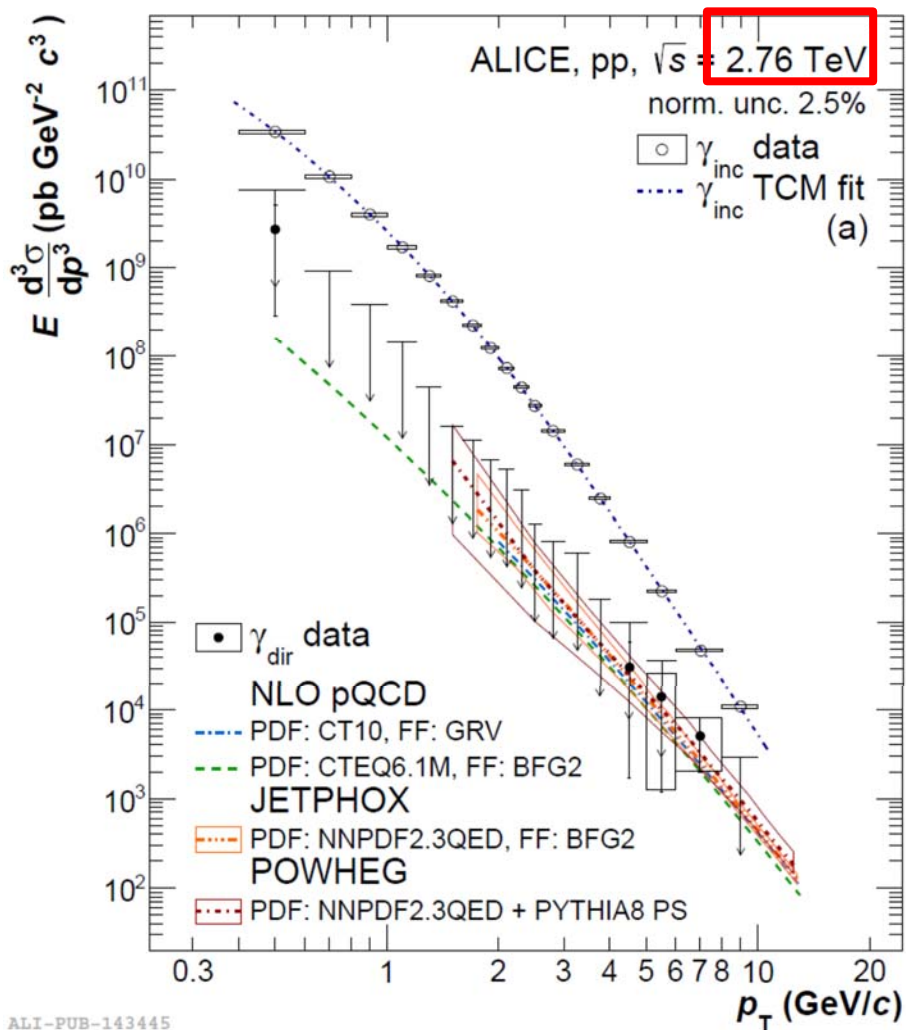 ALICE, pp, √s = 2.76 TeV
norm. unc. 2.5%
γinc data
γinc TCM fit
(a)
E d³σ/dp³ (pb GeV⁻² c³)
10¹¹
10¹⁰
10⁹
10⁸
10⁷
10⁶
10⁵
10⁴
10³
10²
γdir data
NLO pQCD
PDF: CT10, FF: GRV
PDF: CTEQ6.1M, FF: BFG2
JETPHOX
PDF: NNPDF2.3QED, FF: BFG2
POWHEG
PDF: NNPDF2.3QED + PYTHIA8 PS
0.3 1 2 3 4 5 6 7 8 10 20
pT (GeV/c)
ALI-PUB-143445